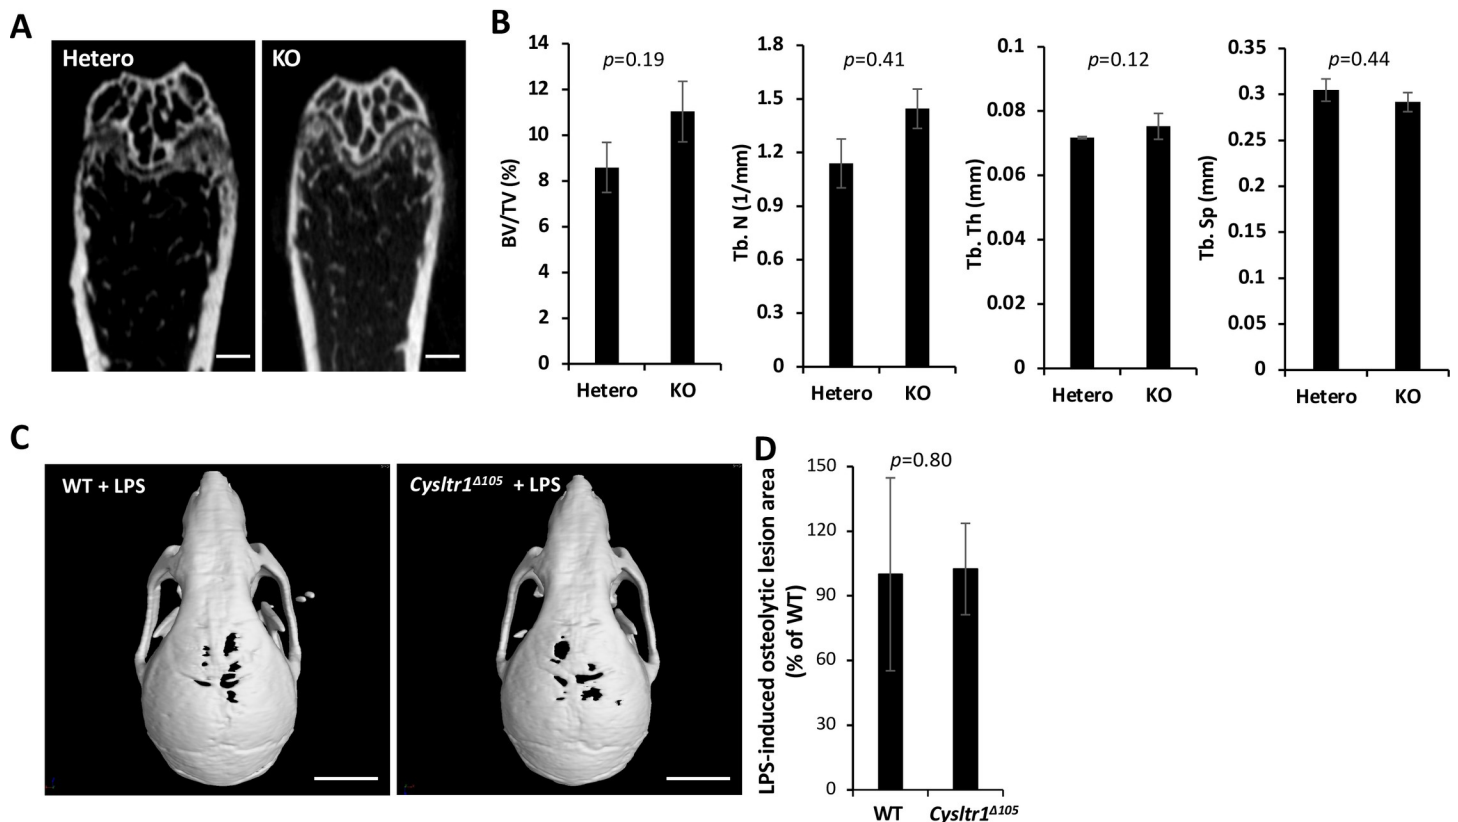 A
Hetero
KO
B
14
12
10
8
6
4
2
0
BV/TV (%)
p=0.19
Hetero
KO
1.8
1.5
1.2
0.9
0.6
0.3
0
Tb. N (1/mm)
p=0.41
Hetero
KO
0.1
0.08
0.06
0.04
0.02
0
Tb. Th (mm)
p=0.12
Hetero
KO
0.35
0.3
0.25
0.2
0.15
0.1
0.05
0
Tb. Sp (mm)
p=0.44
Hetero
KO
C
WT + LPS
Cysltr1Δ105 + LPS
D
150
120
90
60
30
0
LPS-induced osteolytic lesion area
(% of WT)
p=0.80
WT
Cysltr1Δ105